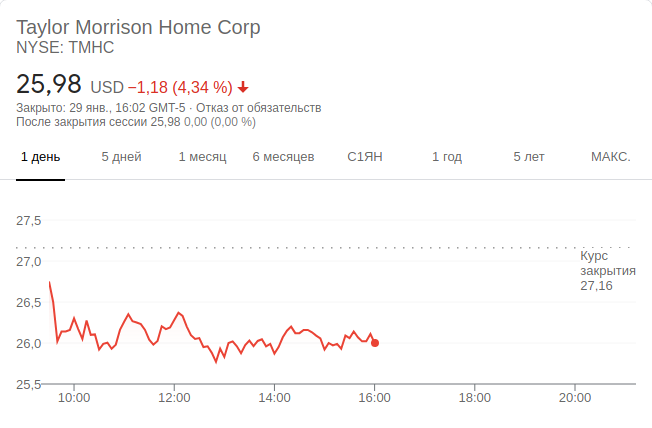 Taylor Morrison Home Corp
NYSE: TMHC
25,98 USD −1,18 (4,34 %)
Закрыто: 29 янв., 16:02 GMT-5 · Отказ от обязательств
После закрытия сессии 25,98 0,00 (0,00 %)
1 день 5 дней 1 месяц 6 месяцев С1ЯН 1 год 5 лет МАКС.
27,5
27,0
26,5
26,0
25,5
Курс
закрытия
27,16
10:00 12:00 14:00 16:00 18:00 20:00